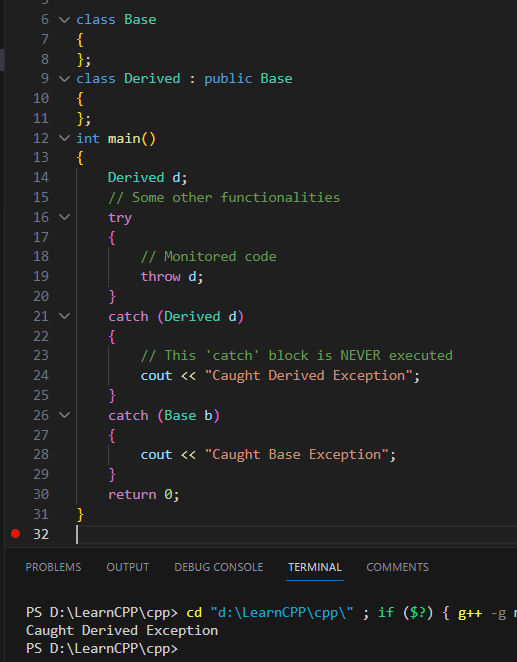 6 class Base
7 {
8 };
9 class Derived : public Base
10 {
11 };
12 int main()
13 {
14 Derived d;
15 // Some other functionalities
16 try
17 {
18 // Monitored code
19 throw d;
20 }
21 catch (Derived d)
22 {
23 // This 'catch' block is NEVER executed
24 cout << "Caught Derived Exception";
25 }
26 catch (Base b)
27 {
28 cout << "Caught Base Exception";
29 }
30 return 0;
31 }
32
PROBLEMS OUTPUT DEBUG CONSOLE TERMINAL COMMENTS
PS D:\LearnCPP\cpp> cd "d:\LearnCPP\cpp\" ; if ($?) { g++ -g
Caught Derived Exception
PS D:\LearnCPP\cpp>